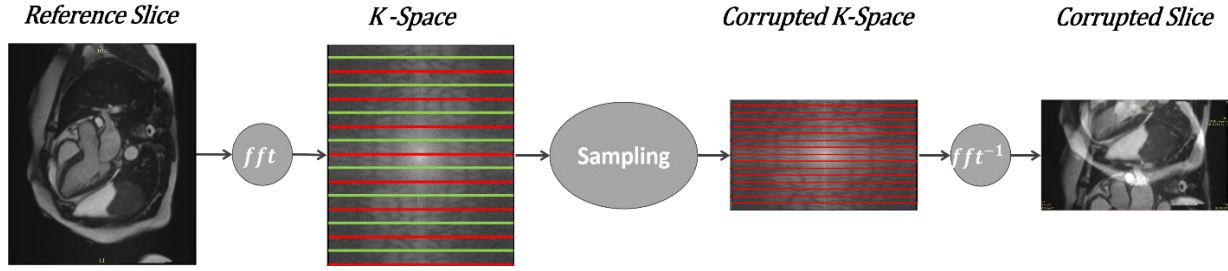 Reference Slice
K -Space
Corrupted K-Space
Corrupted Slice
fft
Sampling
fft⁻¹